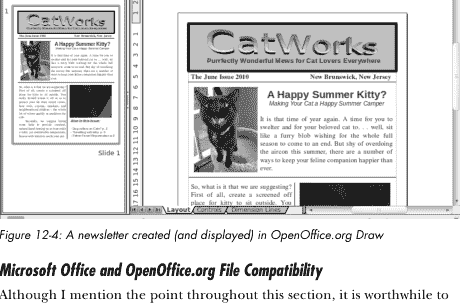 1
CatWorks
Purrfectly Wonderful News for Cat Lovers Everywhere
The June Issue 2010 New Brunswick, New Jersey
A Happy Summer Kitty?
Making Your Cat a Happy Summer Camper
It is that time of your again. A time for you to
swelter and for your beloved cat to. . . well, sit
like a furry blob wishing for the whole full
season to come to an end. But shy of overdoing
the aircon this summer, there are a number of
ways to keep your feline companion happier than
ever.
So, what is it that we are suggesting?
First of all, create a screened
place for kitty to sit outside. You
Slide 1
Layout Controls Dimension Lines
Figure 12-4: A newsletter created (and displayed) in OpenOffice.org Draw
Microsoft Office and OpenOffice.org File Compatibility
Although I mention the point throughout this section, it is worthwhile to